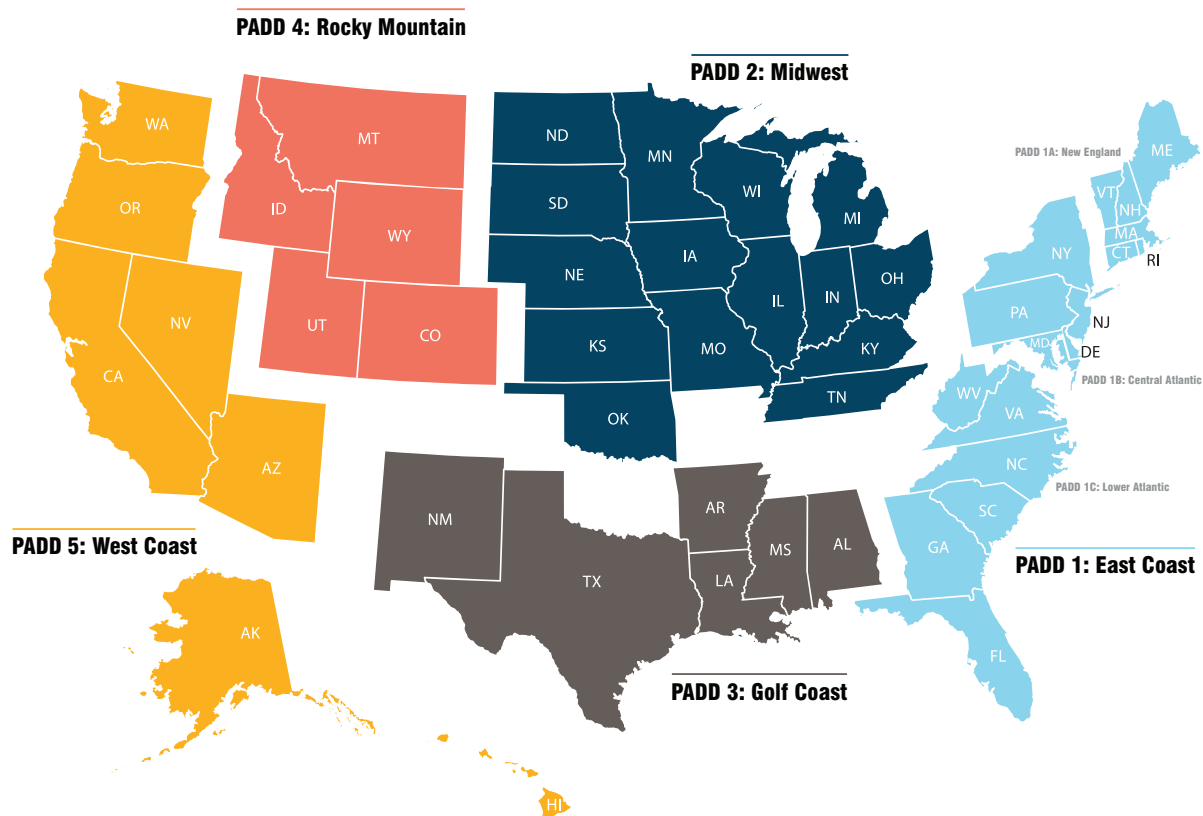 PADD 4: Rocky Mountain
PADD 2: Midwest
WA
MT
ND
MN
ME
PADD 1A: New England
OR
ID
WY
SD
WI
MI
VT
NH
MA
CT
RI
NY
NE
IA
IL
IN
OH
PA
NJ
NV
UT
CO
KS
MO
KY
MD
DE
CA
TN
WV
VA
PADD 1B: Central Atlantic
AZ
OK
NC
PADD 1C: Lower Atlantic
NM
AR
SC
PADD 5: West Coast
TX
LA
MS
AL
GA
PADD 1: East Coast
AK
FL
PADD 3: Golf Coast
HI